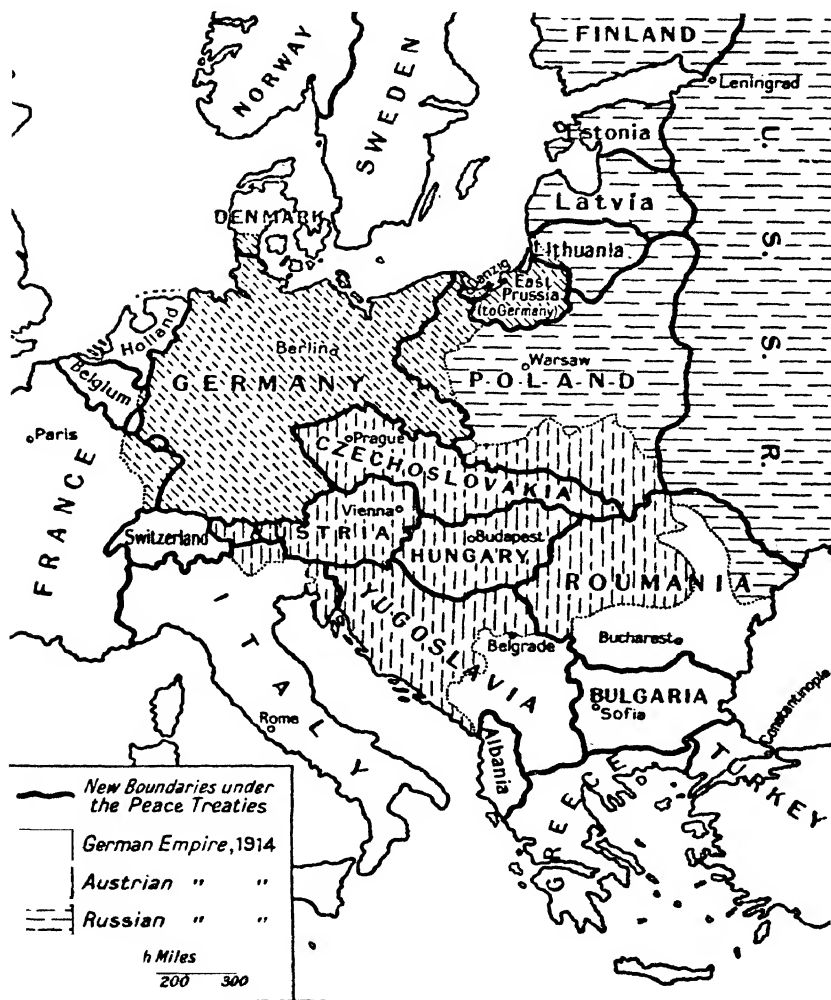 FINLAND
NORWAY
SWEDEN
Leningrad
Estonia
U. S. S. R.
Latvia
DENMARK
Lithuania
Danzig
East
Prussia
(to Germany)
Holland
Berlin
Warsaw
GERMANY
P-O-L-A-N-D
Belgium
Paris
Prague
CZECHOSLOVAKIA
FRANCE
Vienna
AUSTRIA
Switzerland
Budapest
HUNGARY
ROUMANIA
ITALY
YUGOSLAVIA
Belgrade
Bucharest
BULGARIA
Sofia
Constantinople
Rome
Albania
TURKEY
GREECE
New Boundaries under
the Peace Treaties
German Empire, 1914
Austrian " "
Russian " "
h Miles
200 300